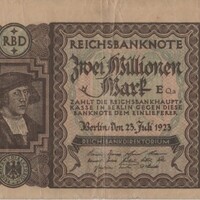 RBD
REICHSBANKNOTE
Zwei Millionen
Mark
E
ZAHLT DIE REICHSBANKHAUPT-
KASSE IN BERLIN GEGEN DIESE
BANKNOTE DEM EINLIEFERER
Berlin, den 23. Juli 1923
REICHSBANKDIREKTORIUM